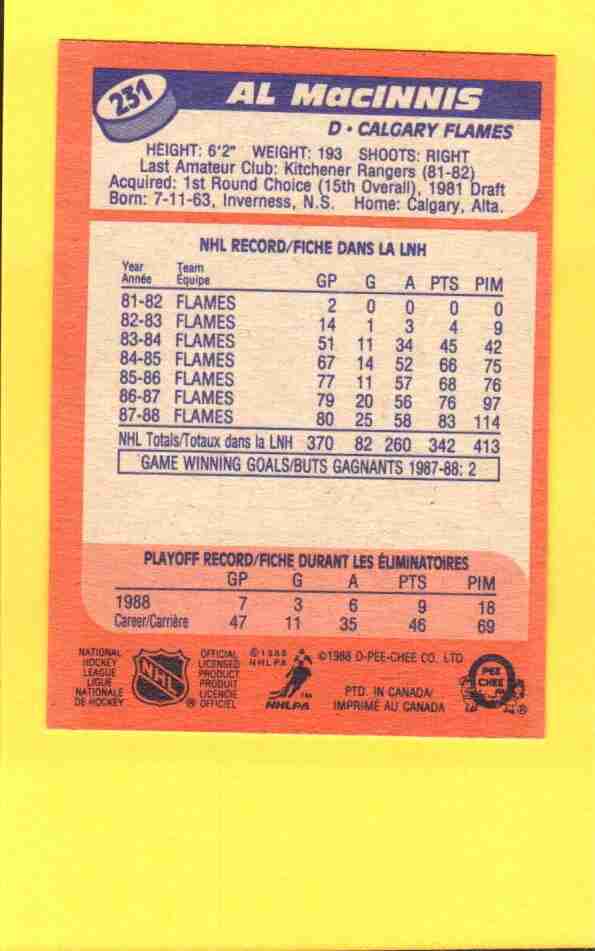 231
AL MacINNIS
D • CALGARY FLAMES
HEIGHT: 6'2" WEIGHT: 193 SHOOTS: RIGHT
Last Amateur Club: Kitchener Rangers (81-82)
Acquired: 1st Round Choice (15th Overall), 1981 Draft
Born: 7-11-63, Inverness, N.S. Home: Calgary, Alta.
NHL RECORD/FICHE DANS LA LNH
Year Team
Année Équipe GP G A PTS PIM
81-82 FLAMES 2 0 0 0 0
82-83 FLAMES 14 1 3 4 9
83-84 FLAMES 51 11 34 45 42
84-85 FLAMES 67 14 52 66 75
85-86 FLAMES 77 11 57 68 76
86-87 FLAMES 79 20 56 76 97
87-88 FLAMES 80 25 58 83 114
NHL Totals/Totaux dans la LNH 370 82 260 342 413
GAME WINNING GOALS/BUTS GAGNANTS 1987-88: 2
PLAYOFF RECORD/FICHE DURANT LES ÉLIMINATOIRES
GP G A PTS PIM
1988 7 3 6 9 18
Career/Carrière 47 11 35 46 69
NATIONAL
HOCKEY
LEAGUE
LIGUE
NATIONALE
DE HOCKEY
NHL
®
OFFICIAL
LICENSED
PRODUCT
PRODUIT
LICENCIÉ
OFFICIEL
© 1988
NHLPA
TM
NHLPA
©1988 O-PEE-CHEE CO. LTD.
PTD. IN CANADA/
IMPRIMÉ AU CANADA
PEE
CHEE
®